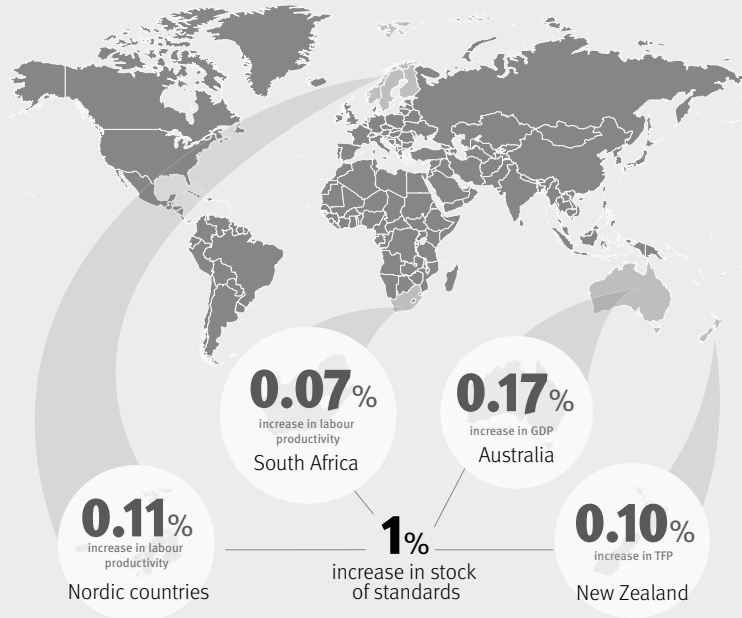 0.07%
increase in labour
productivity
South Africa
0.17%
increase in GDP
Australia
0.11%
increase in labour
productivity
Nordic countries
1%
increase in stock
of standards
0.10%
increase in TFP
New Zealand